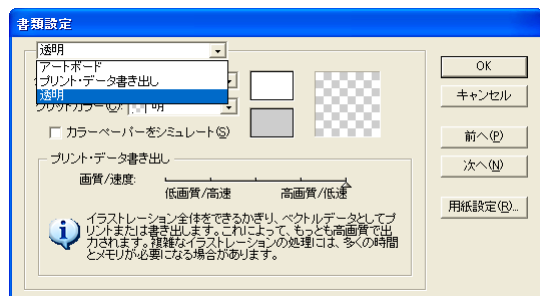 書類設定
透明
アートボード
プリント・データ書き出し
透明
OK
キャンセル
前へ(P)
次へ(N)
用紙設定(R)...
カラーペーパーをシミュレート(S)
プリント・データ書き出し
画質/速度:
低画質/高速
高画質/低速
イラストレーション全体をできるかぎり、ベクトルデータとしてプ
リントまたは書き出します。これによって、もっとも高画質で出
力されます。複雑なイラストレーションの処理には、多くの時間
とメモリが必要になる場合があります。